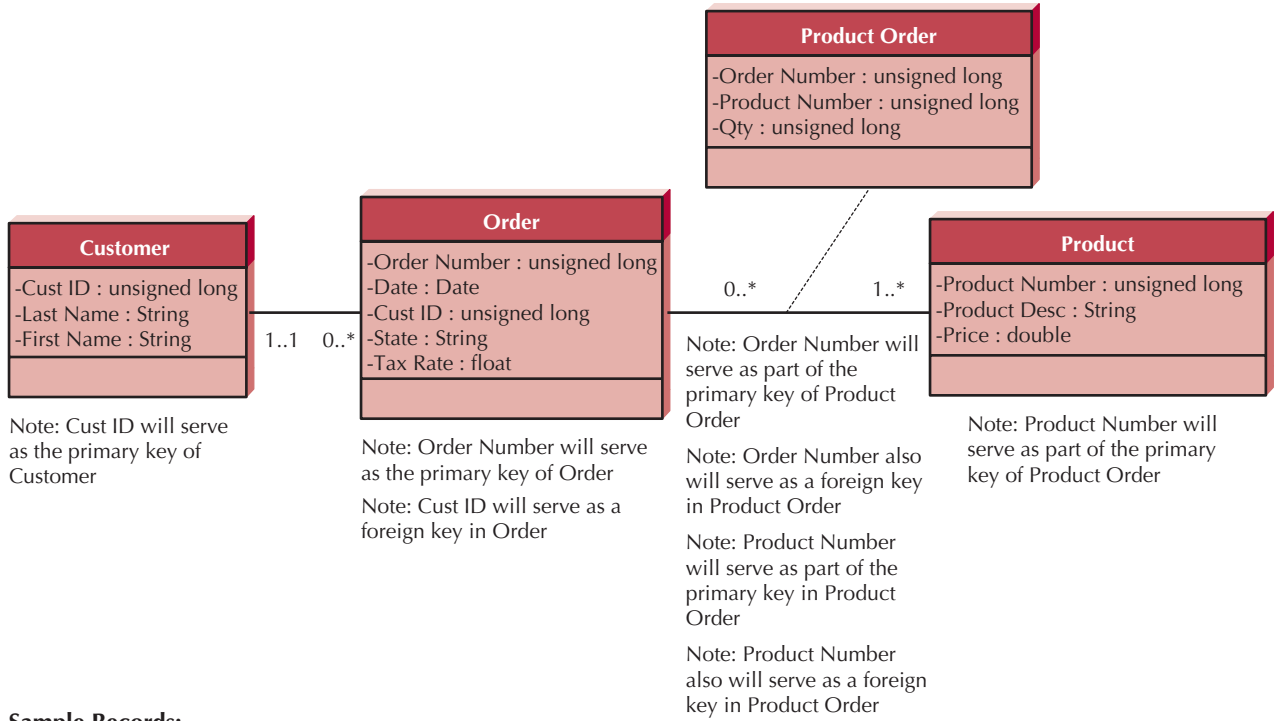 Product Order
-Order Number : unsigned long
-Product Number : unsigned long
-Qty : unsigned long
Customer
-Cust ID : unsigned long
-Last Name : String
-First Name : String
1..1
0..*
Order
-Order Number : unsigned long
-Date : Date
-Cust ID : unsigned long
-State : String
-Tax Rate : float
0..*
1..*
Product
-Product Number : unsigned long
-Product Desc : String
-Price : double
Note: Cust ID will serve
as the primary key of
Customer
Note: Order Number will serve
as the primary key of Order
Note: Cust ID will serve as a
foreign key in Order
Note: Order Number will
serve as part of the
primary key of Product
Order
Note: Order Number also
will serve as a foreign key
in Product Order
Note: Product Number
will serve as part of the
primary key in Product
Order
Note: Product Number
also will serve as a foreign
key in Product Order
Note: Product Number will
serve as part of the primary
key of Product Order
Sample Records: